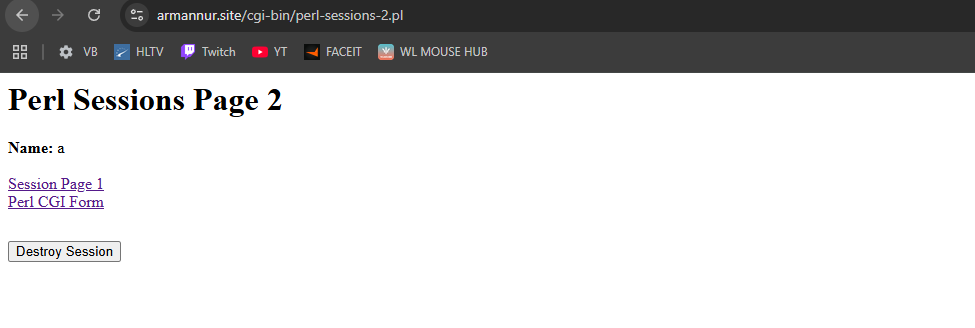 armannur.site/cgi-bin/perl-sessions-2.pl
VB HLTV Twitch YT FACEIT WL MOUSE HUB
Perl Sessions Page 2
Name: a
Session Page 1
Perl CGI Form
Destroy Session